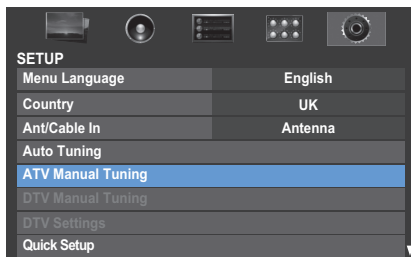 SETUP
Menu Language English
Country UK
Ant/Cable In Antenna
Auto Tuning
ATV Manual Tuning
DTV Manual Tuning
DTV Settings
Quick Setup